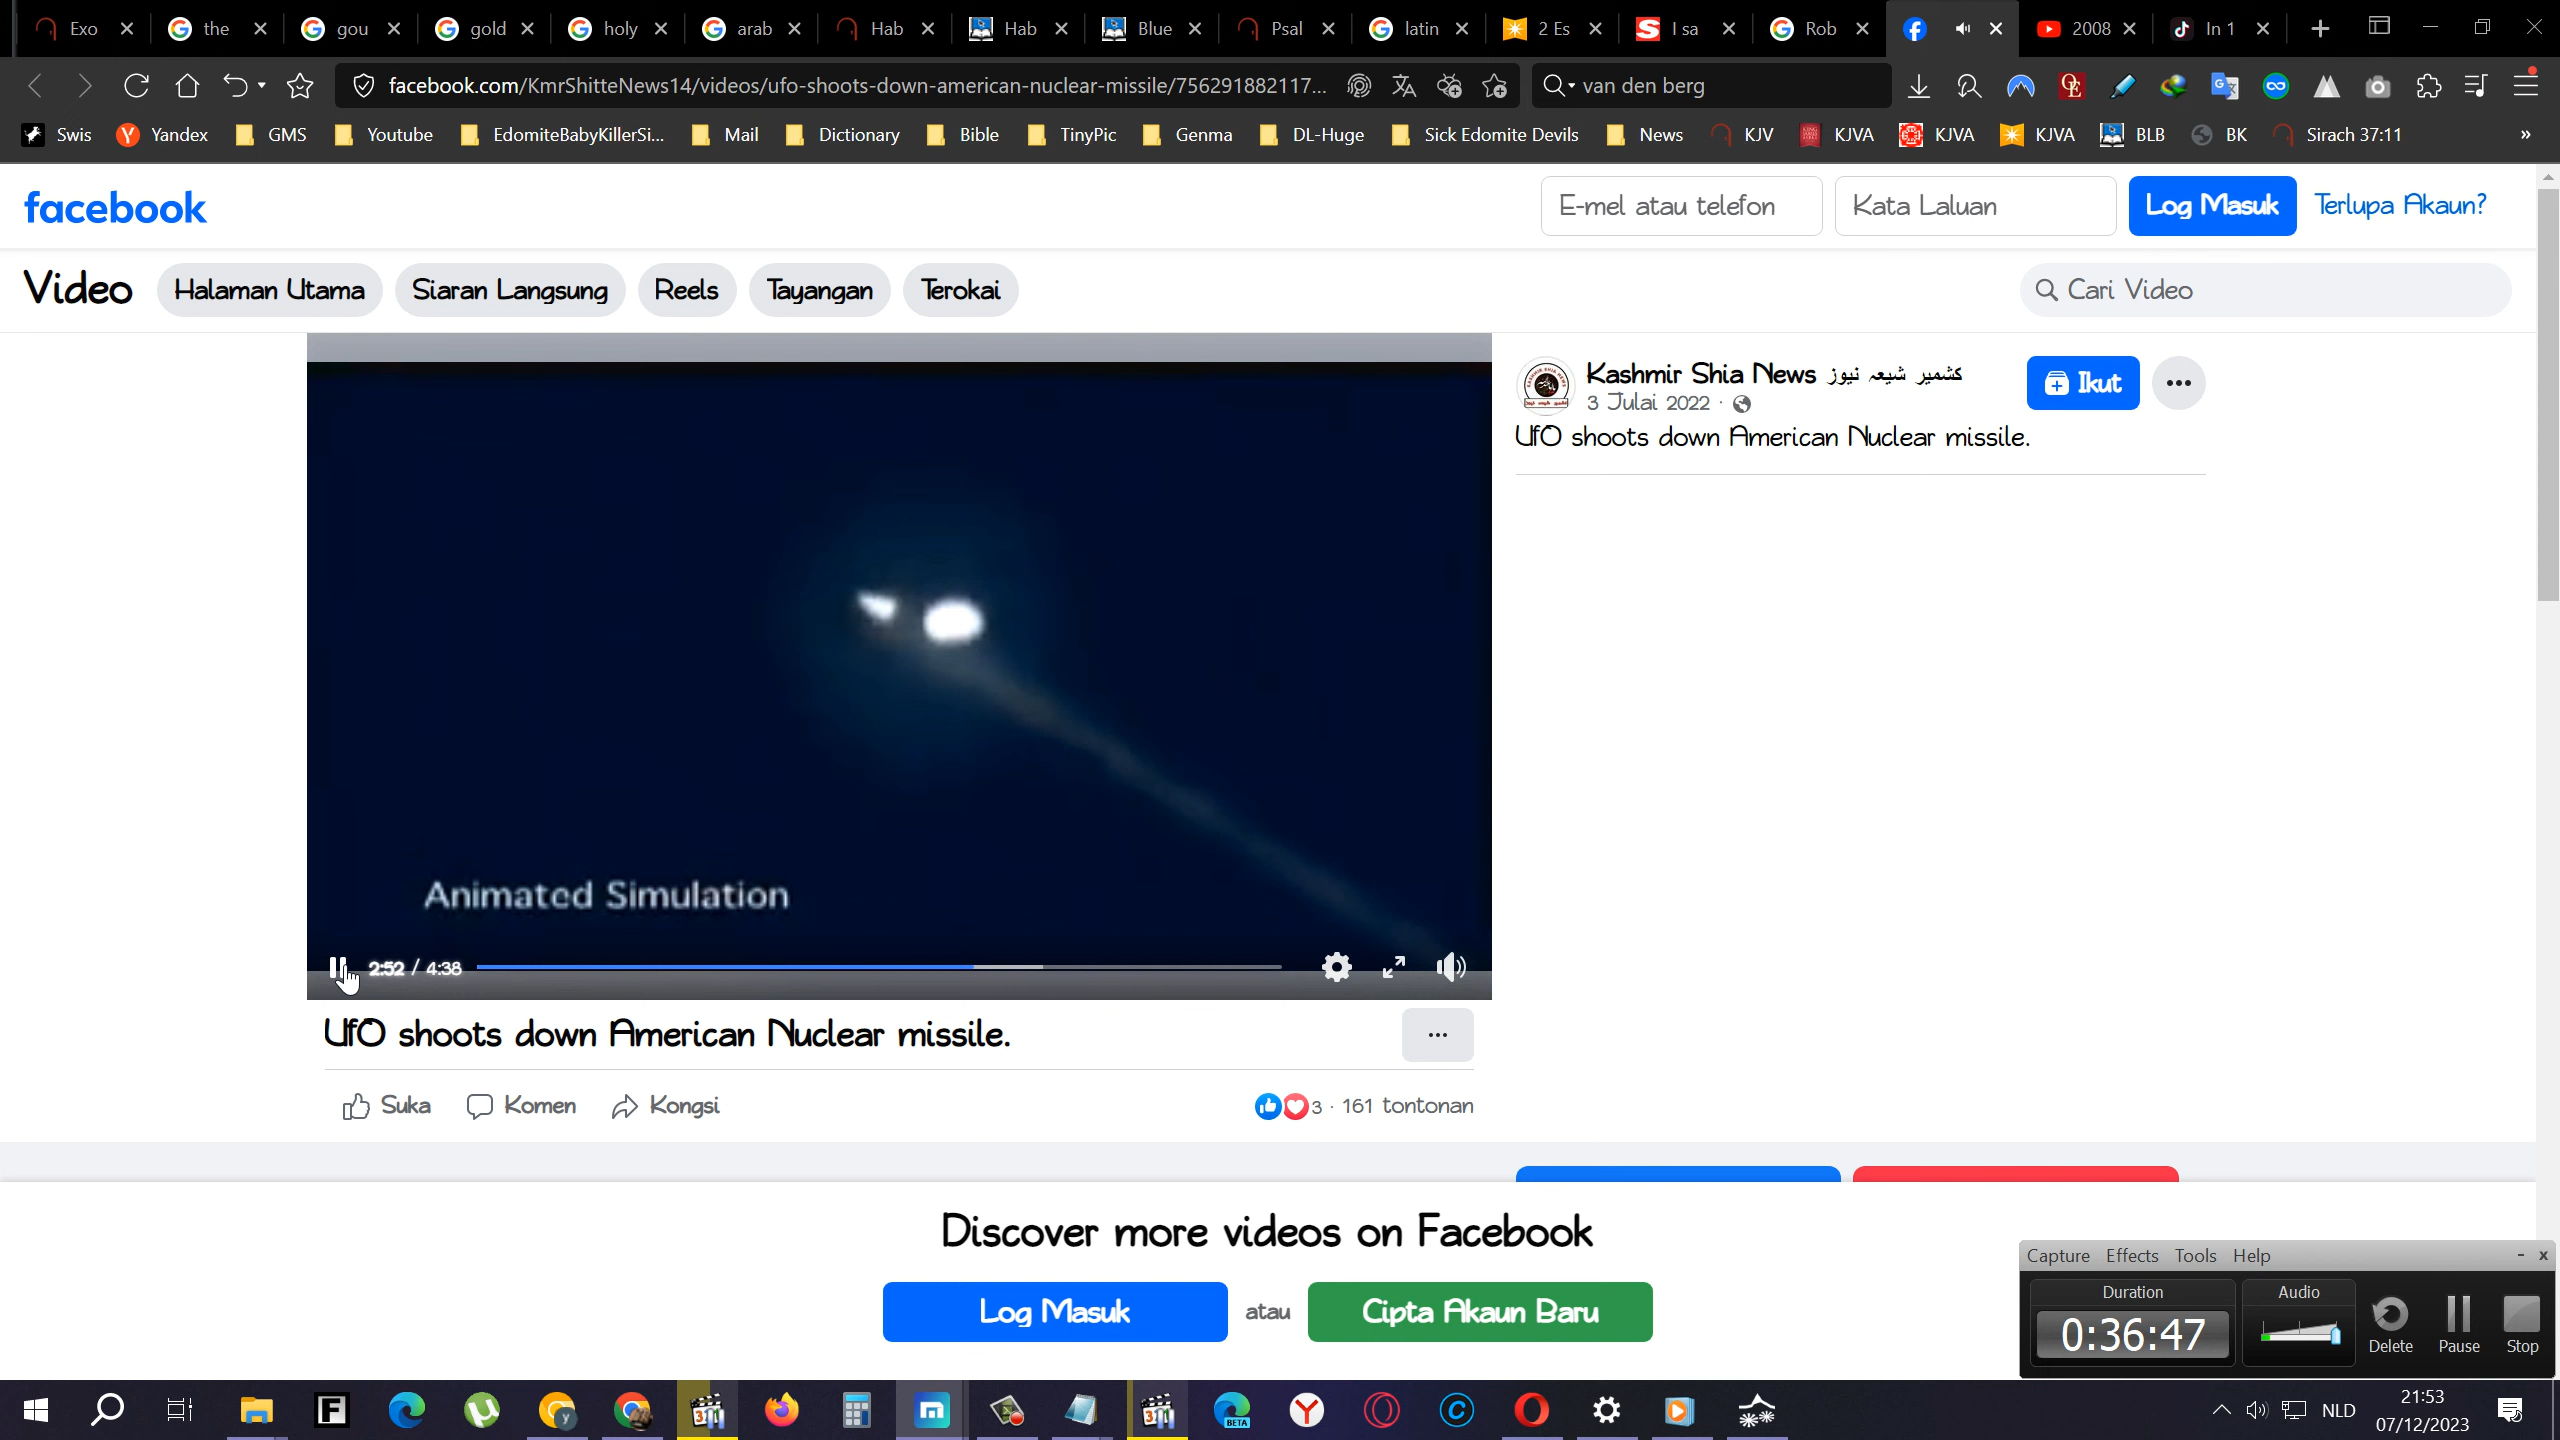 Exo the gou gold holy arab Hab Hab Blue Psal latin 2 Es I sa Rob 2008 In 1
facebook.com/KmrShitteNews14/videos/ufo-shoots-down-american-nuclear-missile/756291882117... van den berg
Swis Yandex GMS Youtube EdomiteBabyKillerSi... Mail Dictionary Bible TinyPic Genma DL-Huge Sick Edomite Devils News KJV KJVA KJVA KJVA BLB BK Sirach 37:11 »
facebook E-mel atau telefon Kata Laluan Log Masuk Terlupa Akaun?
Video Halaman Utama Siaran Langsung Reels Tayangan Terokai Cari Video
Kashmir Shia News کشمیر شیعہ نیوز Ikut
3 Julai 2022 ·
UfO shoots down American Nuclear missile.
Animated Simulation
2:52 / 4:38
UfO shoots down American Nuclear missile.
Suka Komen Kongsi 3 · 161 tontonan
Discover more videos on Facebook
Log Masuk atau Cipta Akaun Baru
Capture Effects Tools Help
Duration Audio
0:36:47 Delete Pause Stop
NLD 21:53
07/12/2023
BETA